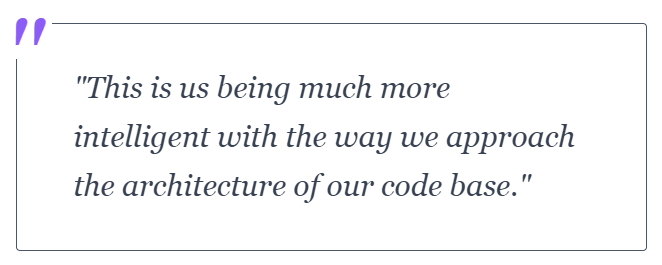 "This is us being much more
intelligent with the way we approach
the architecture of our code base."